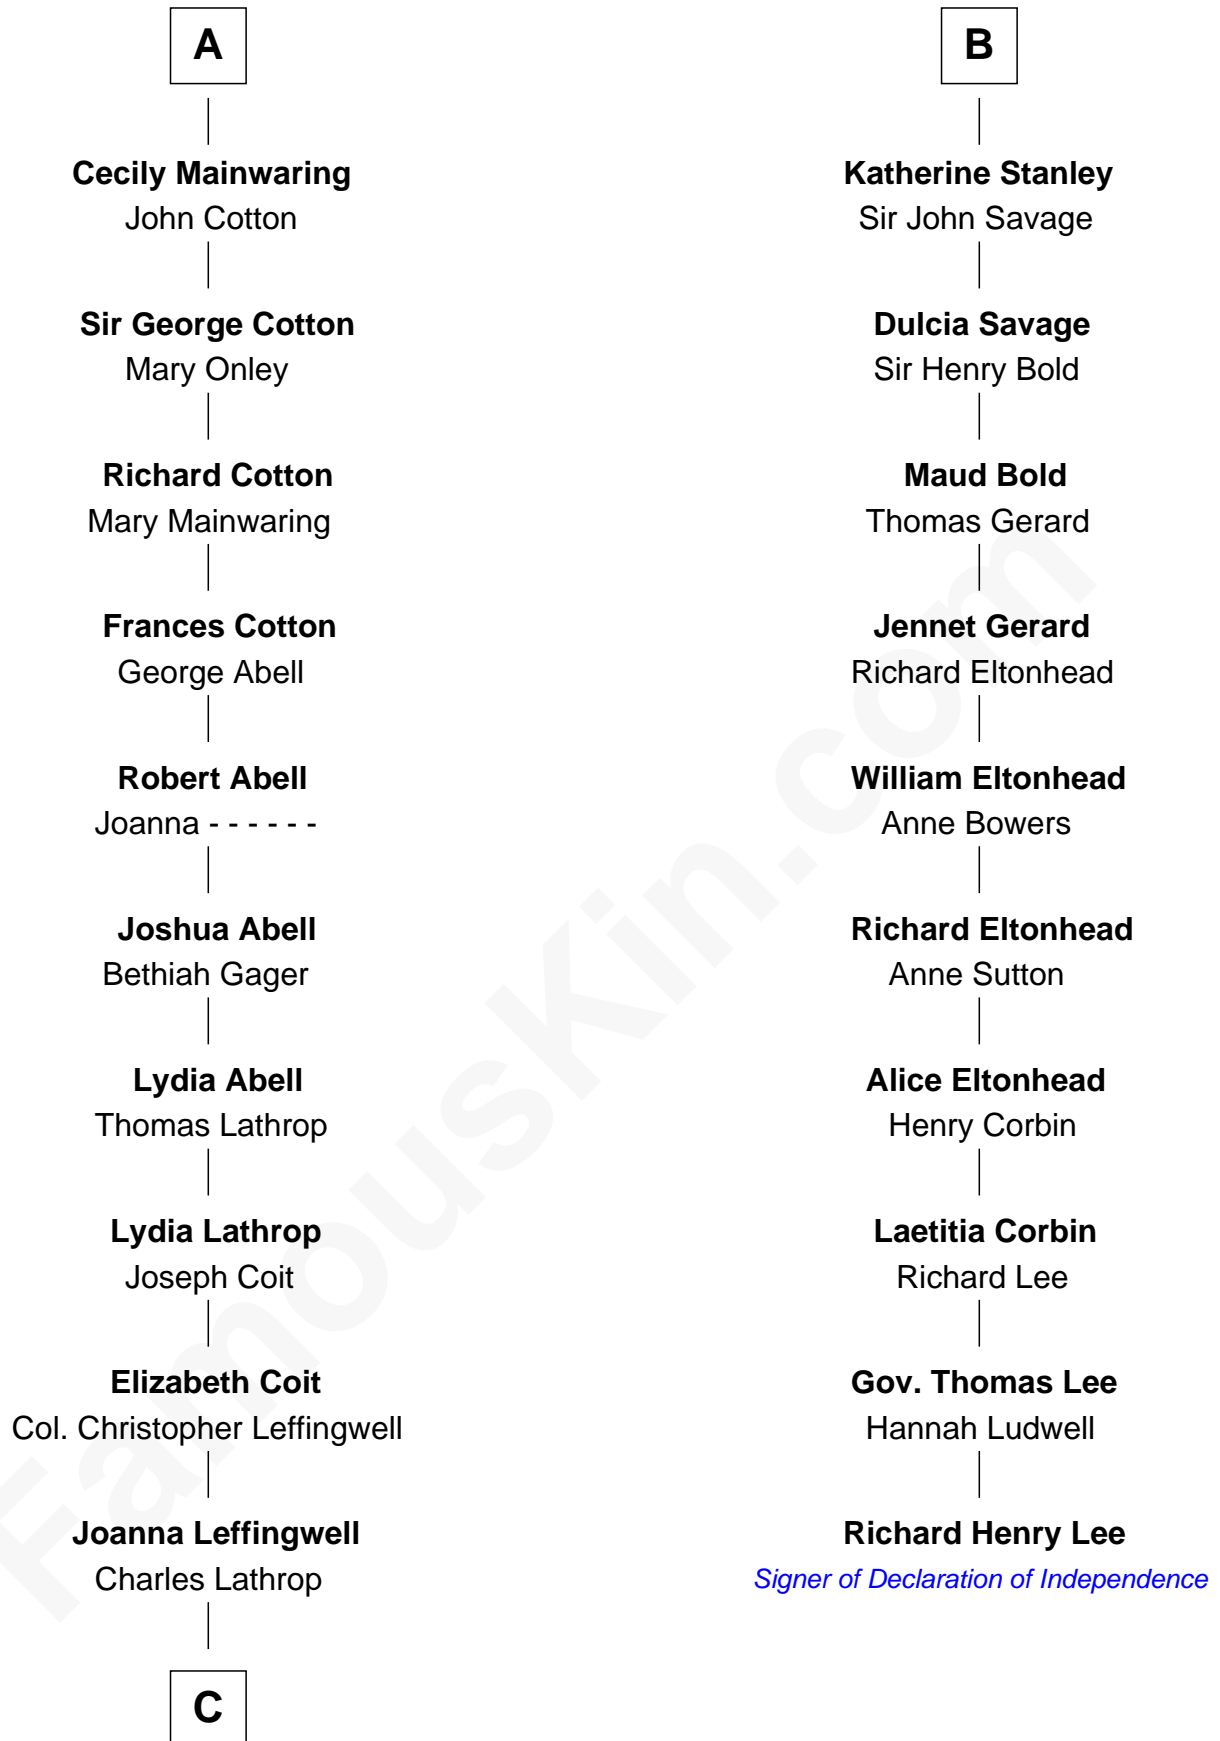 A
Cecily Mainwaring
John Cotton
Sir George Cotton
Mary Onley
Richard Cotton
Mary Mainwaring
Frances Cotton
George Abell
Robert Abell
Joanna - - - - - -
Joshua Abell
Bethiah Gager
Lydia Abell
Thomas Lathrop
Lydia Lathrop
Joseph Coit
Elizabeth Coit
Col. Christopher Leffingwell
Joanna Leffingwell
Charles Lathrop
C
B
Katherine Stanley
Sir John Savage
Dulcia Savage
Sir Henry Bold
Maud Bold
Thomas Gerard
Jennet Gerard
Richard Eltonhead
William Eltonhead
Anne Bowers
Richard Eltonhead
Anne Sutton
Alice Eltonhead
Henry Corbin
Laetitia Corbin
Richard Lee
Gov. Thomas Lee
Hannah Ludwell
Richard Henry Lee
Signer of Declaration of Independence
FamousKin.com